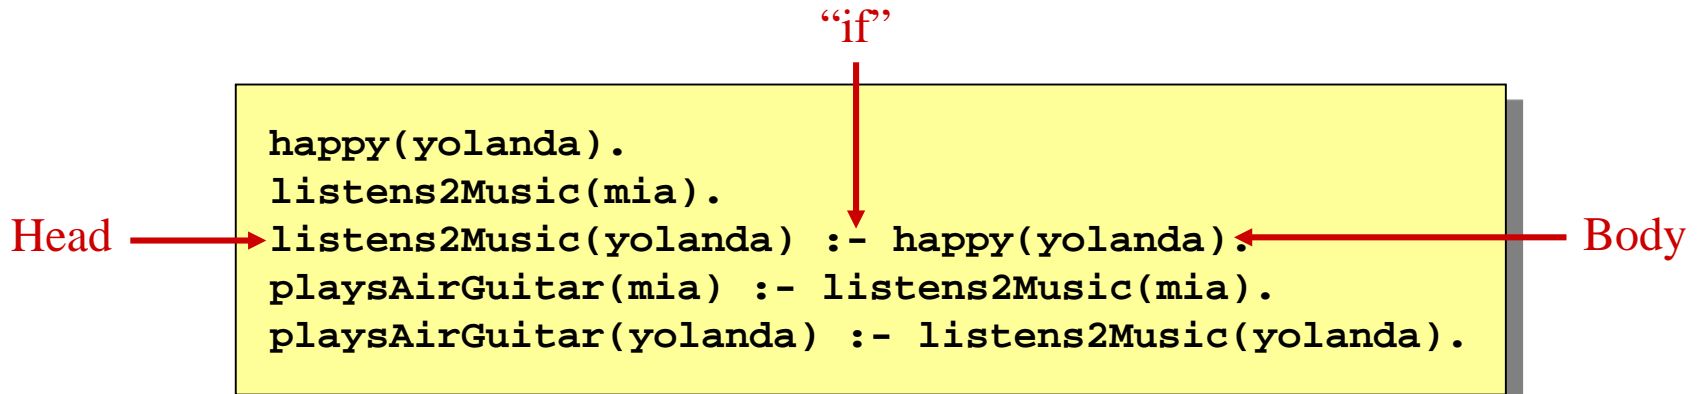 “if”
happy(yolanda).
listens2Music(mia).
Head
listens2Music(yolanda) :- happy(yolanda).
Body
playsAirGuitar(mia) :- listens2Music(mia).
playsAirGuitar(yolanda) :- listens2Music(yolanda).